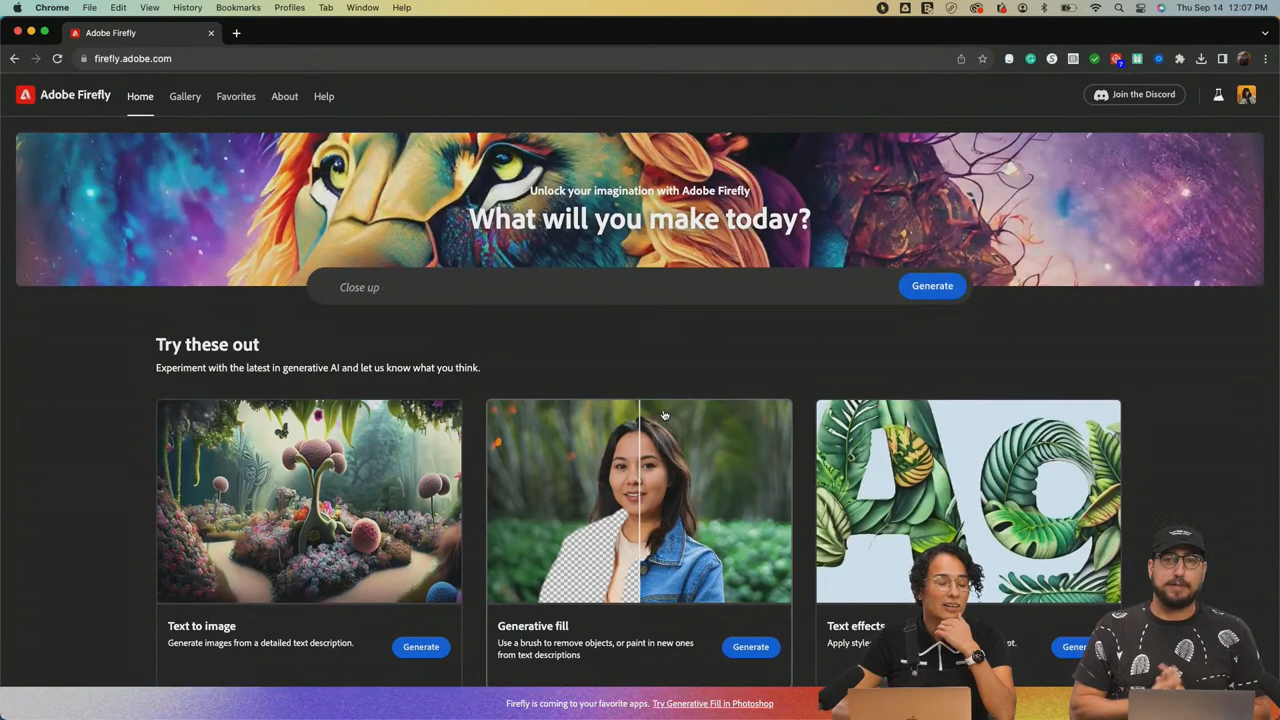 Chrome File Edit View History Bookmarks Profiles Tab Window Help Thu Sep 14 12:07 PM
Adobe Firefly
firefly.adobe.com
Adobe Firefly Home Gallery Favorites About Help Join the Discord
Unlock your imagination with Adobe Firefly
What will you make today?
Close up Generate
Try these out
Experiment with the latest in generative AI and let us know what you think.
Text to image
Generate images from a detailed text description.
Generate
Generative fill
Use a brush to remove objects, or paint in new ones
from text descriptions
Generate
Text effects
Apply
Firefly is coming to your favorite apps. Try Generative Fill in Photoshop